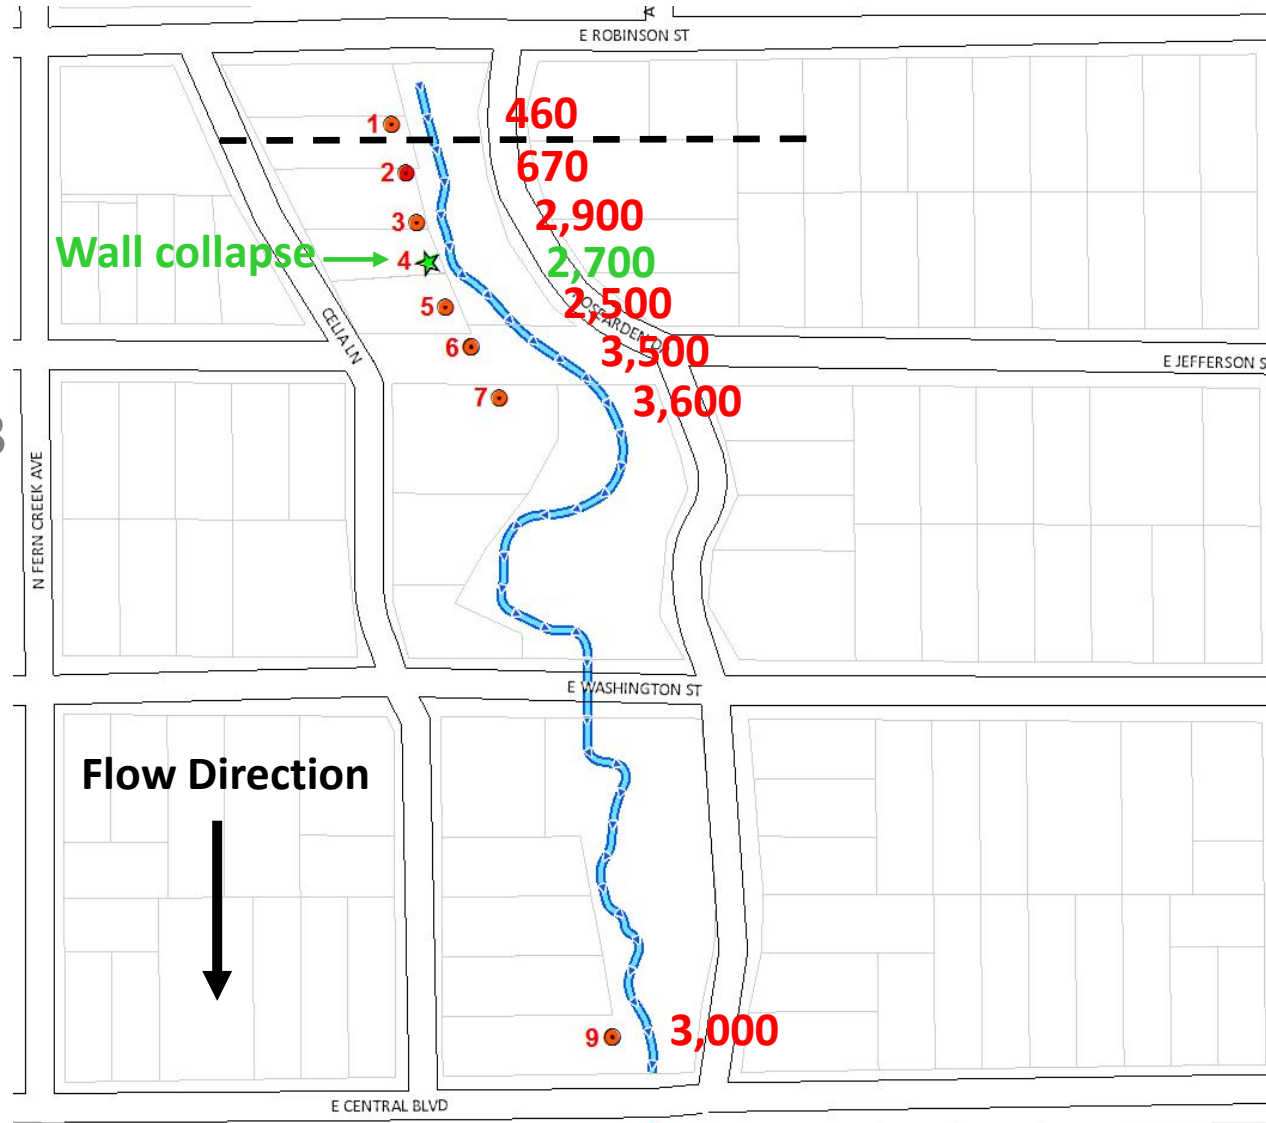 A
E ROBINSON ST
1
460
2
670
3
2,900
Wall collapse
4
2,700
5
2,500
CELIA LN
6
3,500
E JEFFERSON S
7
3,600
N FERN CREEK AVE
E WASHINGTON ST
Flow Direction
9
3,000
E CENTRAL BLVD